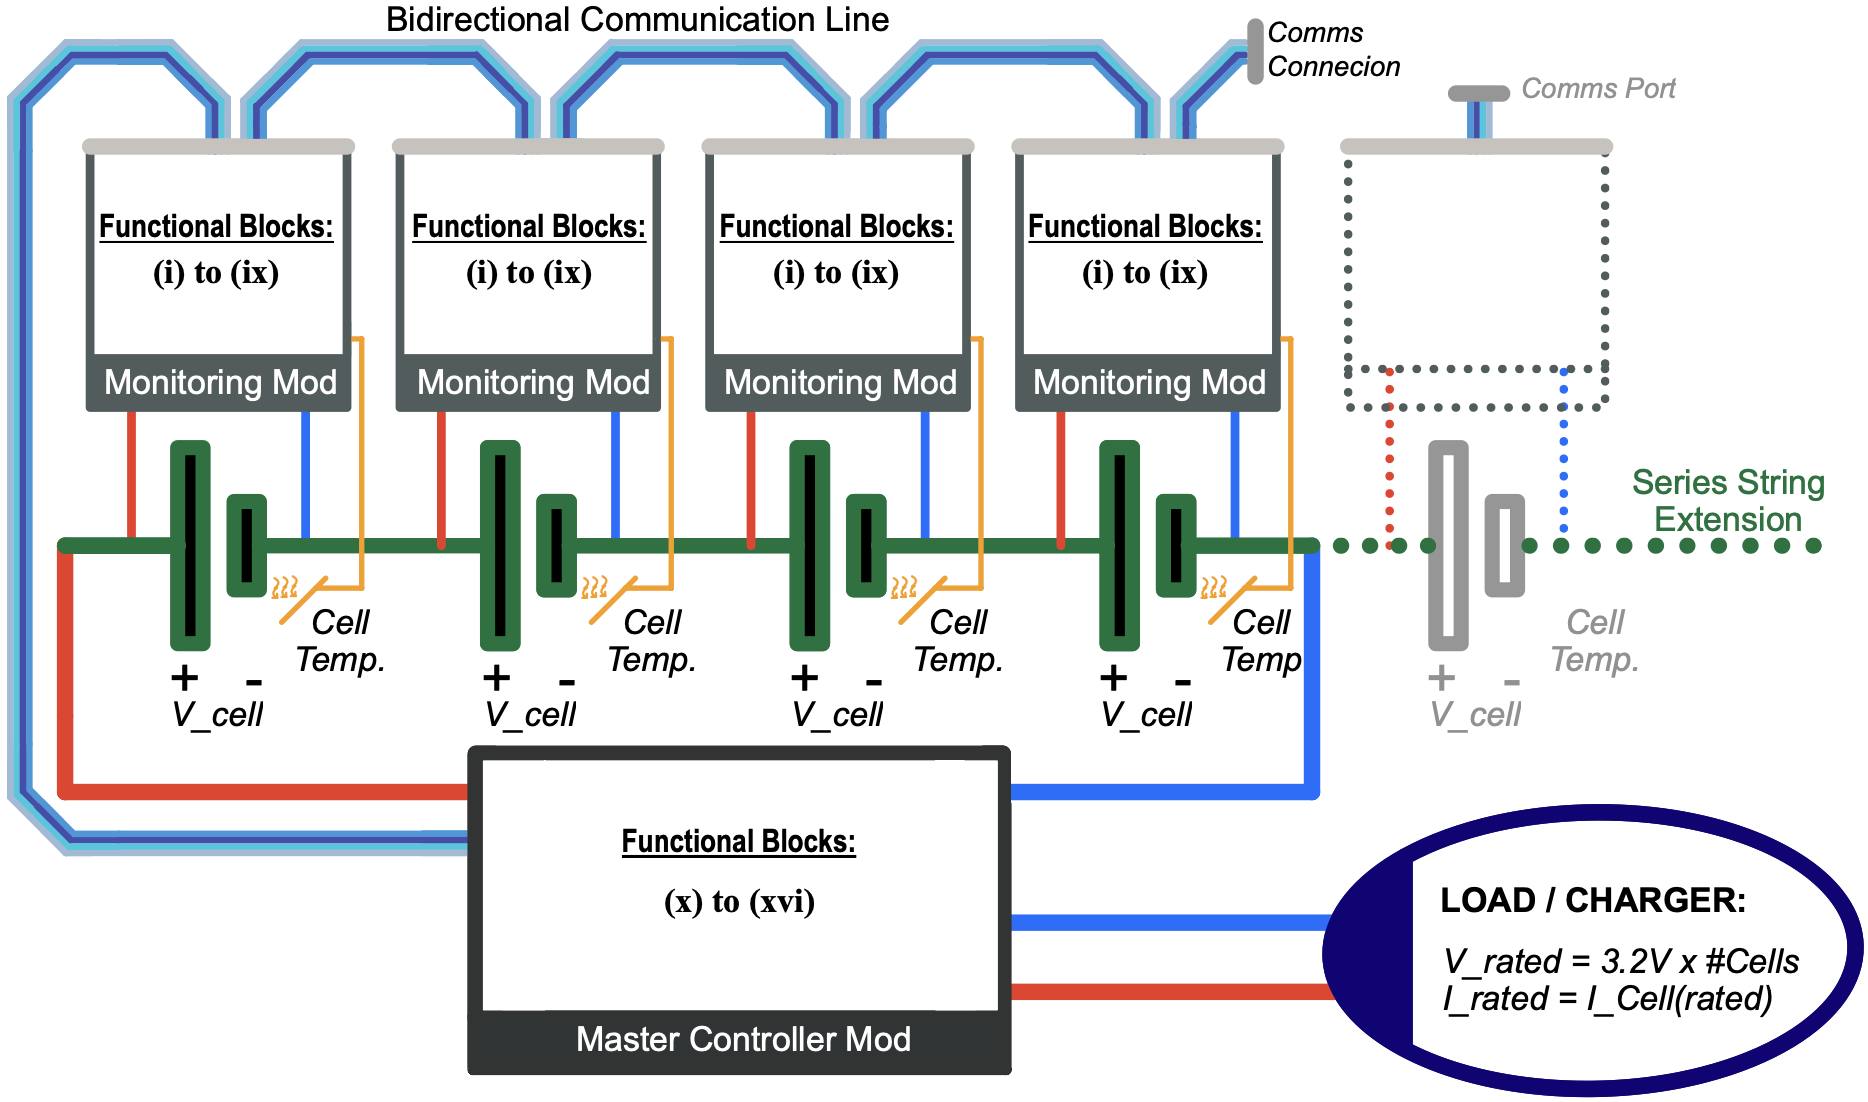 Bidirectional Communication Line
Comms
Connecion
Comms Port
Functional Blocks:
(i) to (ix)
Monitoring Mod
Functional Blocks:
(i) to (ix)
Monitoring Mod
Functional Blocks:
(i) to (ix)
Monitoring Mod
Functional Blocks:
(i) to (ix)
Monitoring Mod
Series String
Extension
Cell
Temp.
+ -
V_cell
Cell
Temp.
+ -
V_cell
Cell
Temp.
+ -
V_cell
Cell
Temp
+ -
V_cell
Cell
Temp.
+ -
V_cell
Functional Blocks:
(x) to (xvi)
Master Controller Mod
LOAD / CHARGER:
V_rated = 3.2V x #Cells
I_rated = I_Cell(rated)